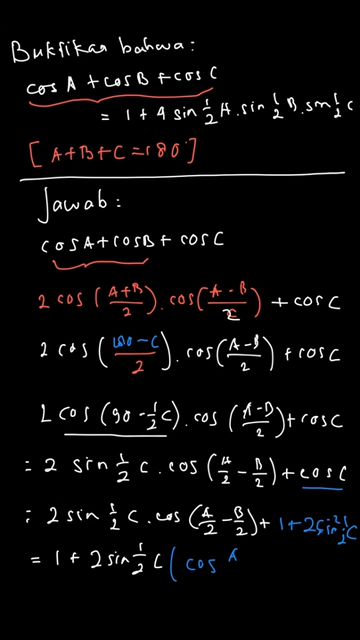 Buktikan bahwa:
cos A + cos B + cos C
= 1 + 4 sin 1/2 A . sin 1/2 B . sin 1/2 C
[ A + B + C = 180° ]
Jawab:
cos A + cos B + cos C
2 cos (A+B/2) . cos (A-B/2) + cos C
2 cos (180-C/2) . cos (A-B/2) + cos C
2 cos (90 - 1/2 C) . cos (A-B/2) + cos C
= 2 sin 1/2 C . cos (A/2 - B/2) + cos C
= 2 sin 1/2 C . cos (A/2 - B/2) + 1 + 2 sin² 1/2 C
= 1 + 2 sin 1/2 C ( cos A